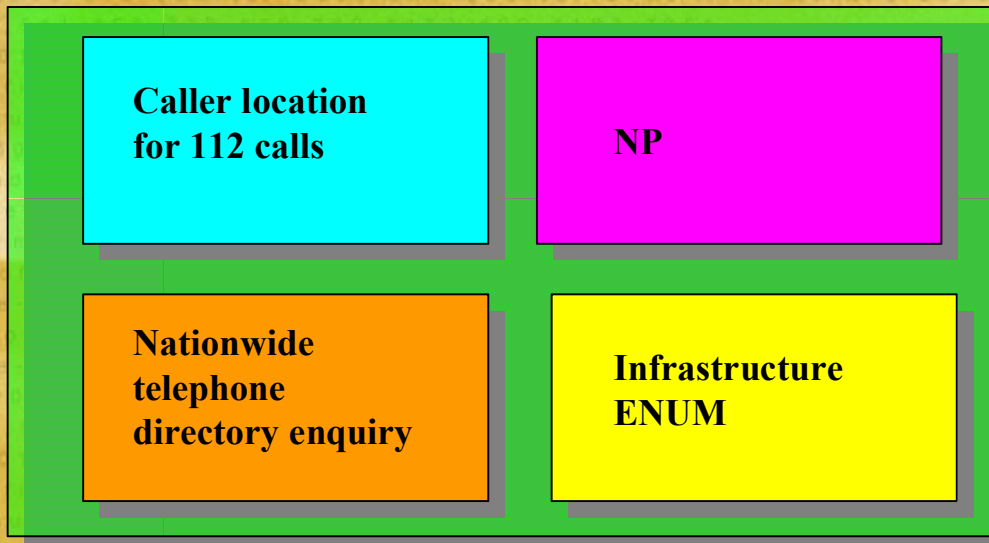 Caller location
for 112 calls
NP
Nationwide
telephone
directory enquiry
Infrastructure
ENUM